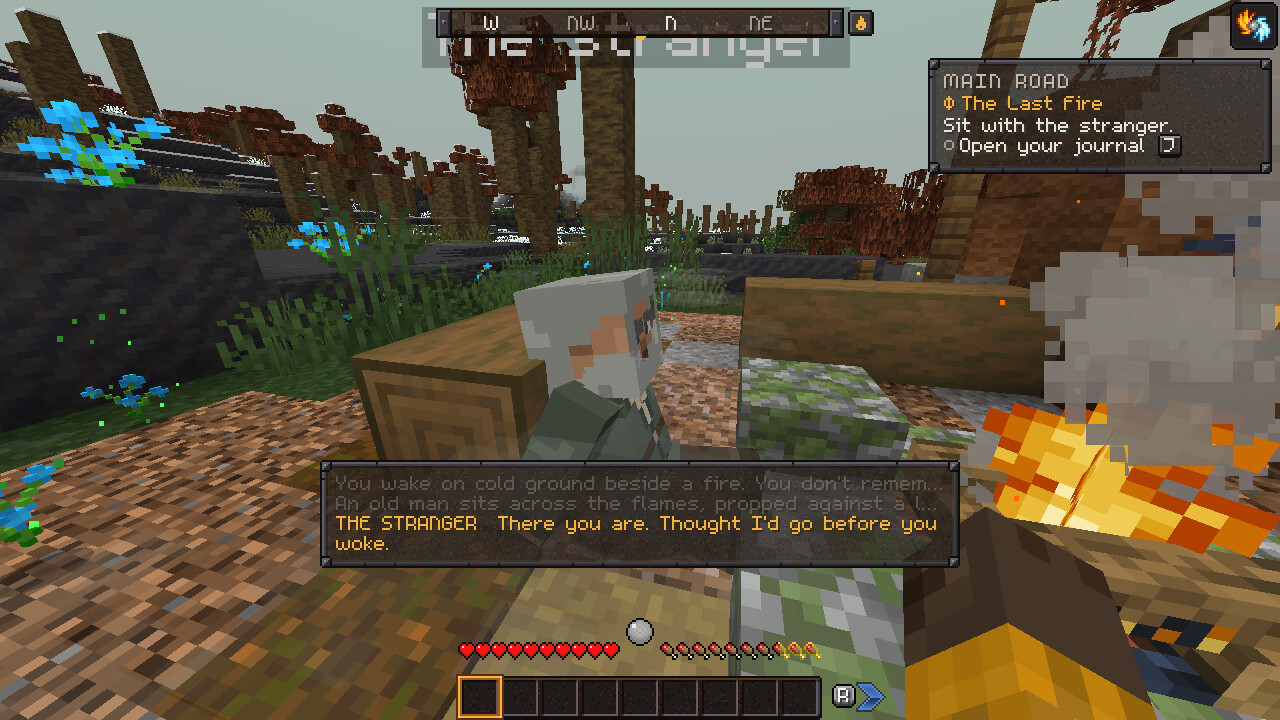 W NW N NE
The Stranger
MAIN ROAD
The Last Fire
Sit with the stranger.
Open your journal J
You wake on cold ground beside a fire. You don't remem...
An old man sits across the flames, propped against a l...
THE STRANGER There you are. Thought I'd go before you
woke.
R